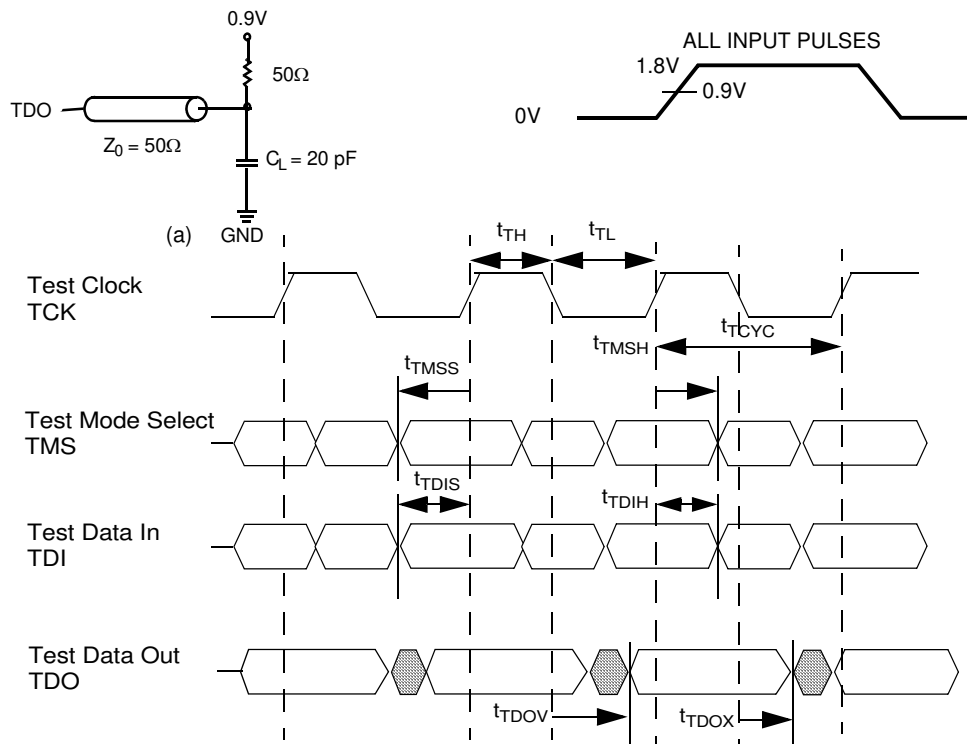 0.9V
ALL INPUT PULSES
50Ω
1.8V
0.9V
TDO
0V
Z0 = 50Ω
CL = 20 pF
(a) GND
tTH
tTL
Test Clock
TCK
tTMSH
tTCYC
tTMSS
Test Mode Select
TMS
tTDIS
tTDIH
Test Data In
TDI
Test Data Out
TDO
tTDOV
tTDOX